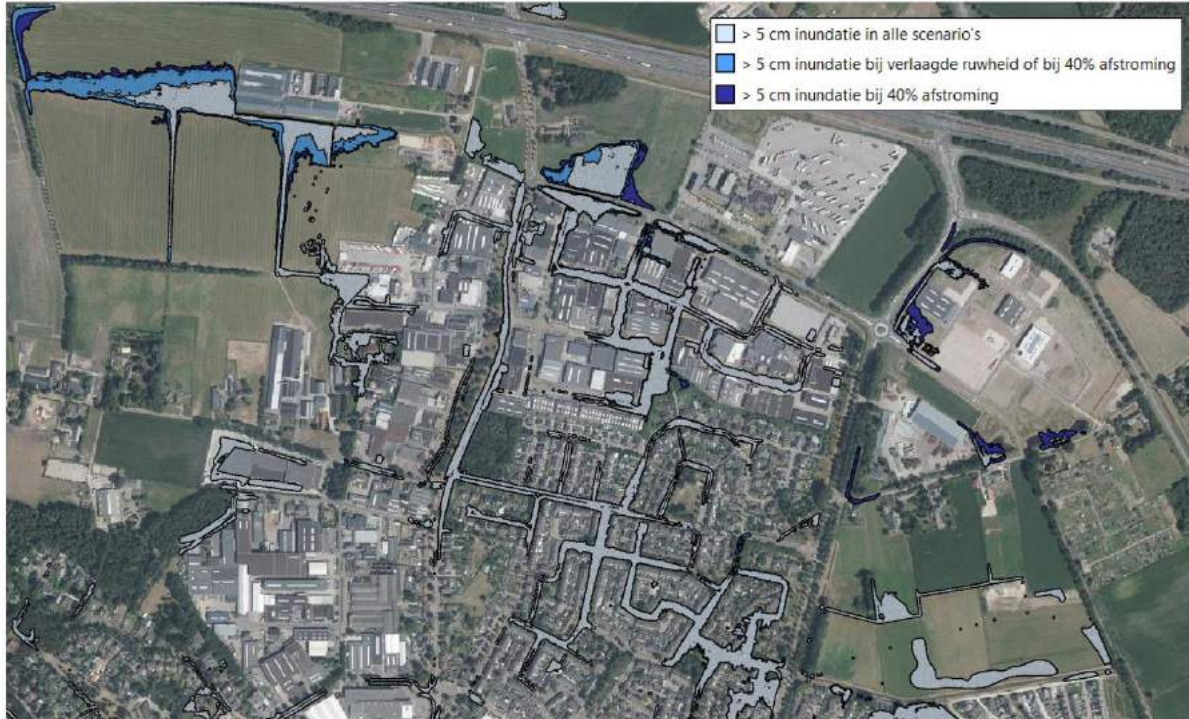 > 5 cm inundatie in alle scenario's
> 5 cm inundatie bij verlaagde ruwheid of bij 40% afstroming
> 5 cm inundatie bij 40% afstroming